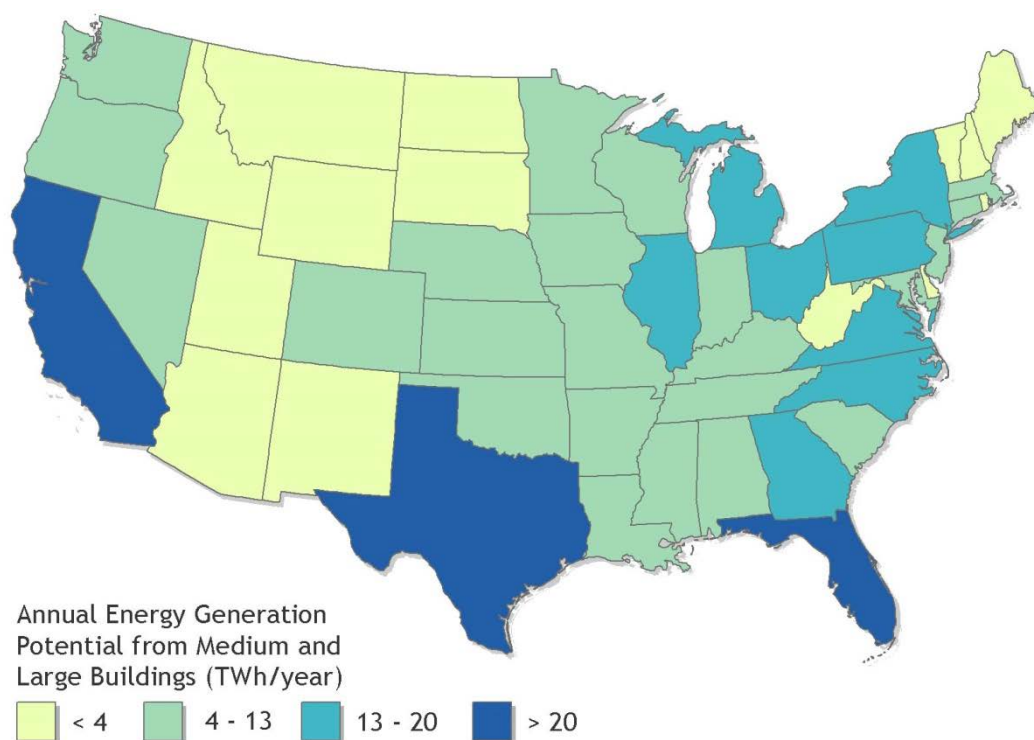 Annual Energy Generation
Potential from Medium and
Large Buildings (TWh/year)
< 4 4 - 13 13 - 20 > 20